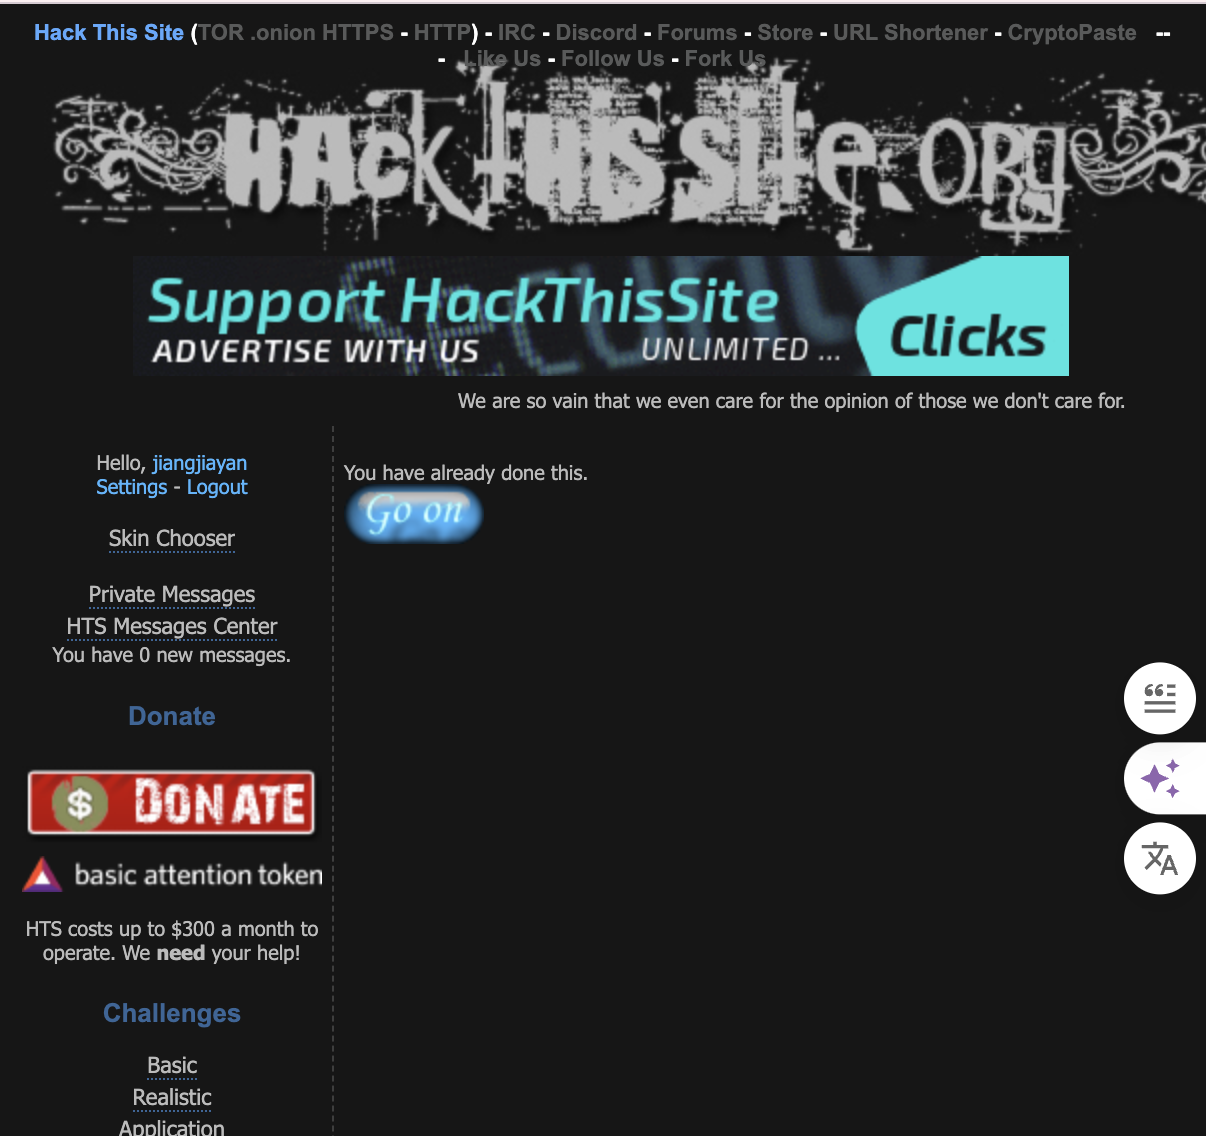 Hack This Site (TOR .onion HTTPS - HTTP) - IRC - Discord - Forums - Store - URL Shortener - CryptoPaste --
- Like Us - Follow Us - Fork Us -
HackThisSite.org
Support HackThisSite
ADVERTISE WITH US
UNLIMITED ...
Clicks
We are so vain that we even care for the opinion of those we don't care for.
Hello, jiangjiayan
Settings - Logout
Skin Chooser
Private Messages
HTS Messages Center
You have 0 new messages.
Donate
$ DONATE
basic attention token
HTS costs up to $300 a month to
operate. We need your help!
Challenges
Basic
Realistic
Application
You have already done this.
Go on